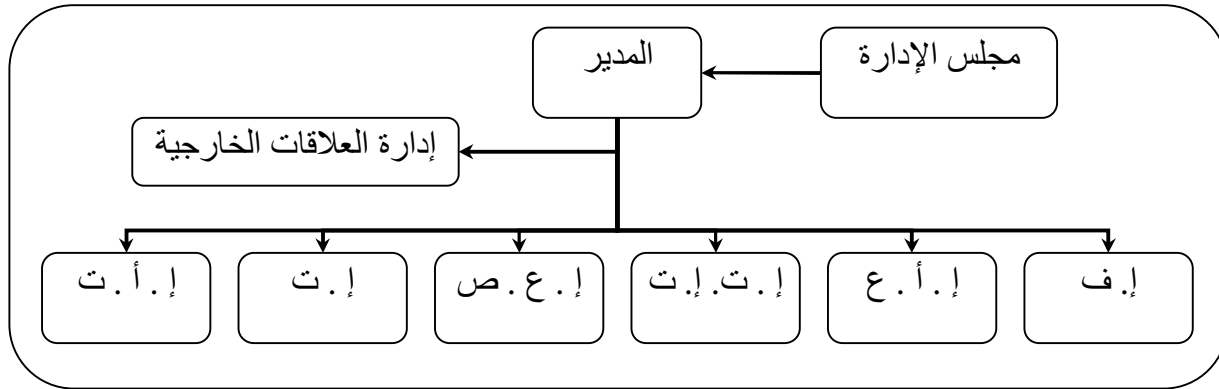 مجلس الإدارة
المدير
إدارة العلاقات الخارجية
إ. ف
إ . أ . ع
إ . ت. إ. ت
إ . ع . ص
إ . ت
إ . أ . ت